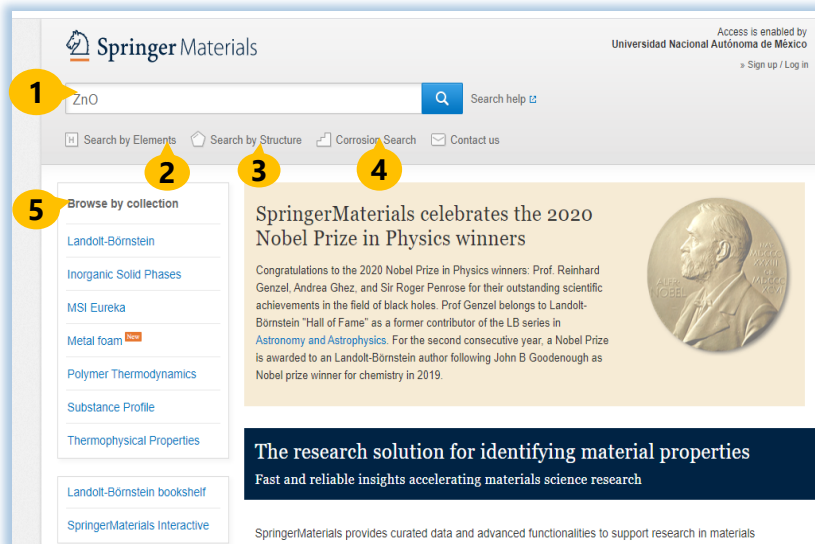 Springer Materials
Access is enabled by
Universidad Nacional Autónoma de México
» Sign up / Log in
1
ZnO
Search help
H Search by Elements Search by Structure Corrosion Search Contact us
2
3
4
5
Browse by collection
Landolt-Börnstein
Inorganic Solid Phases
MSI Eureka
Metal foam New
Polymer Thermodynamics
Substance Profile
Thermophysical Properties
Landolt-Börnstein bookshelf
SpringerMaterials Interactive
SpringerMaterials celebrates the 2020
Nobel Prize in Physics winners
Congratulations to the 2020 Nobel Prize in Physics winners: Prof. Reinhard
Genzel, Andrea Ghez, and Sir Roger Penrose for their outstanding scientific
achievements in the field of black holes. Prof Genzel belongs to Landolt-
Börnstein "Hall of Fame" as a former contributor of the LB series in
Astronomy and Astrophysics. For the second consecutive year, a Nobel Prize
is awarded to an Landolt-Börnstein author following John B Goodenough as
Nobel prize winner for chemistry in 2019.
The research solution for identifying material properties
Fast and reliable insights accelerating materials science research
SpringerMaterials provides curated data and advanced functionalities to support research in materials